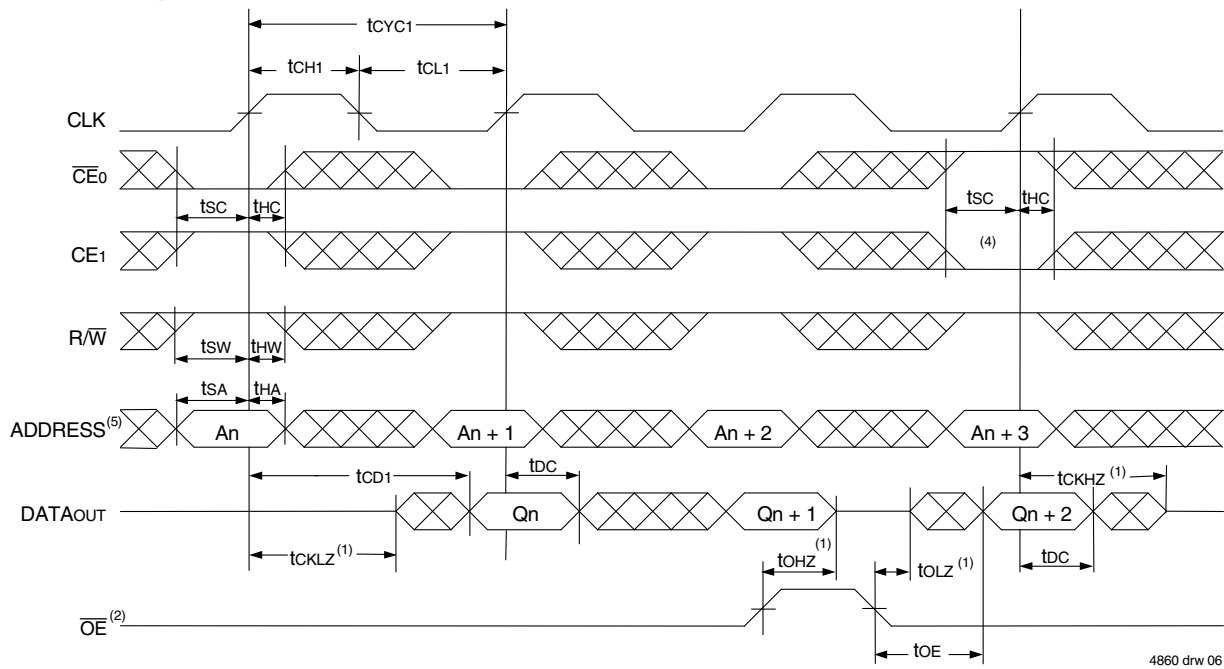 tCYC1
tCH1
tCL1
CLK
CE0
tSC
tHC
tSC
tHC
CE1
(4)
R/W
tSW
tHW
tSA
tHA
ADDRESS(5)
An
An + 1
An + 2
An + 3
tCD1
tDC
tCKHZ (1)
DATAOUT
Qn
Qn + 1
Qn + 2
tCKLZ (1)
tOHZ (1)
tOLZ (1)
tDC
OE (2)
tOE
4860 drw 06